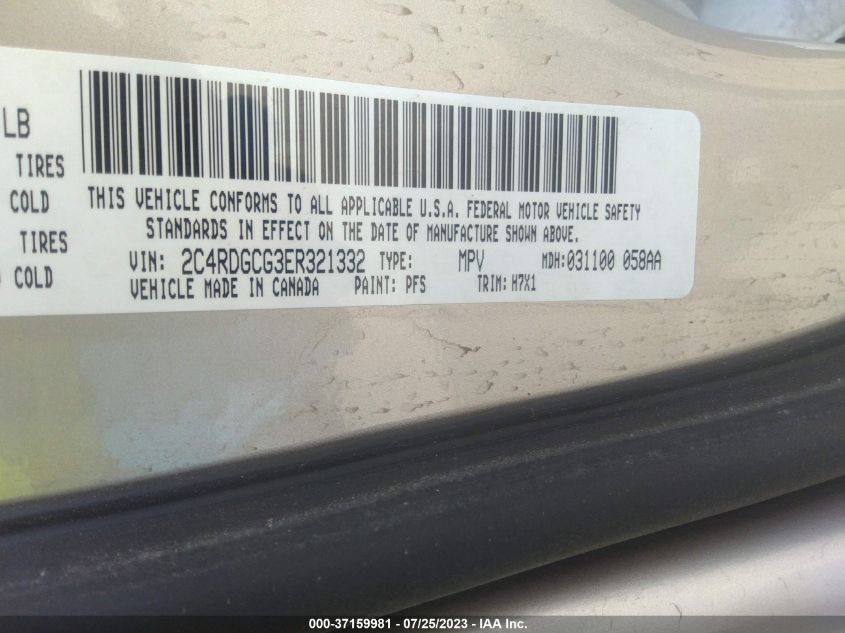 LB
TIRES
COLD
TIRES
COLD
THIS VEHICLE CONFORMS TO ALL APPLICABLE U.S.A. FEDERAL MOTOR VEHICLE SAFETY
STANDARDS IN EFFECT ON THE DATE OF MANUFACTURE SHOWN ABOVE.
VIN: 2C4RDGCG3ER321332 TYPE: MPV MDH:031100 058AA
VEHICLE MADE IN CANADA PAINT: PFS TRIM: H7X1
000-37159981 - 07/25/2023 - IAA Inc.